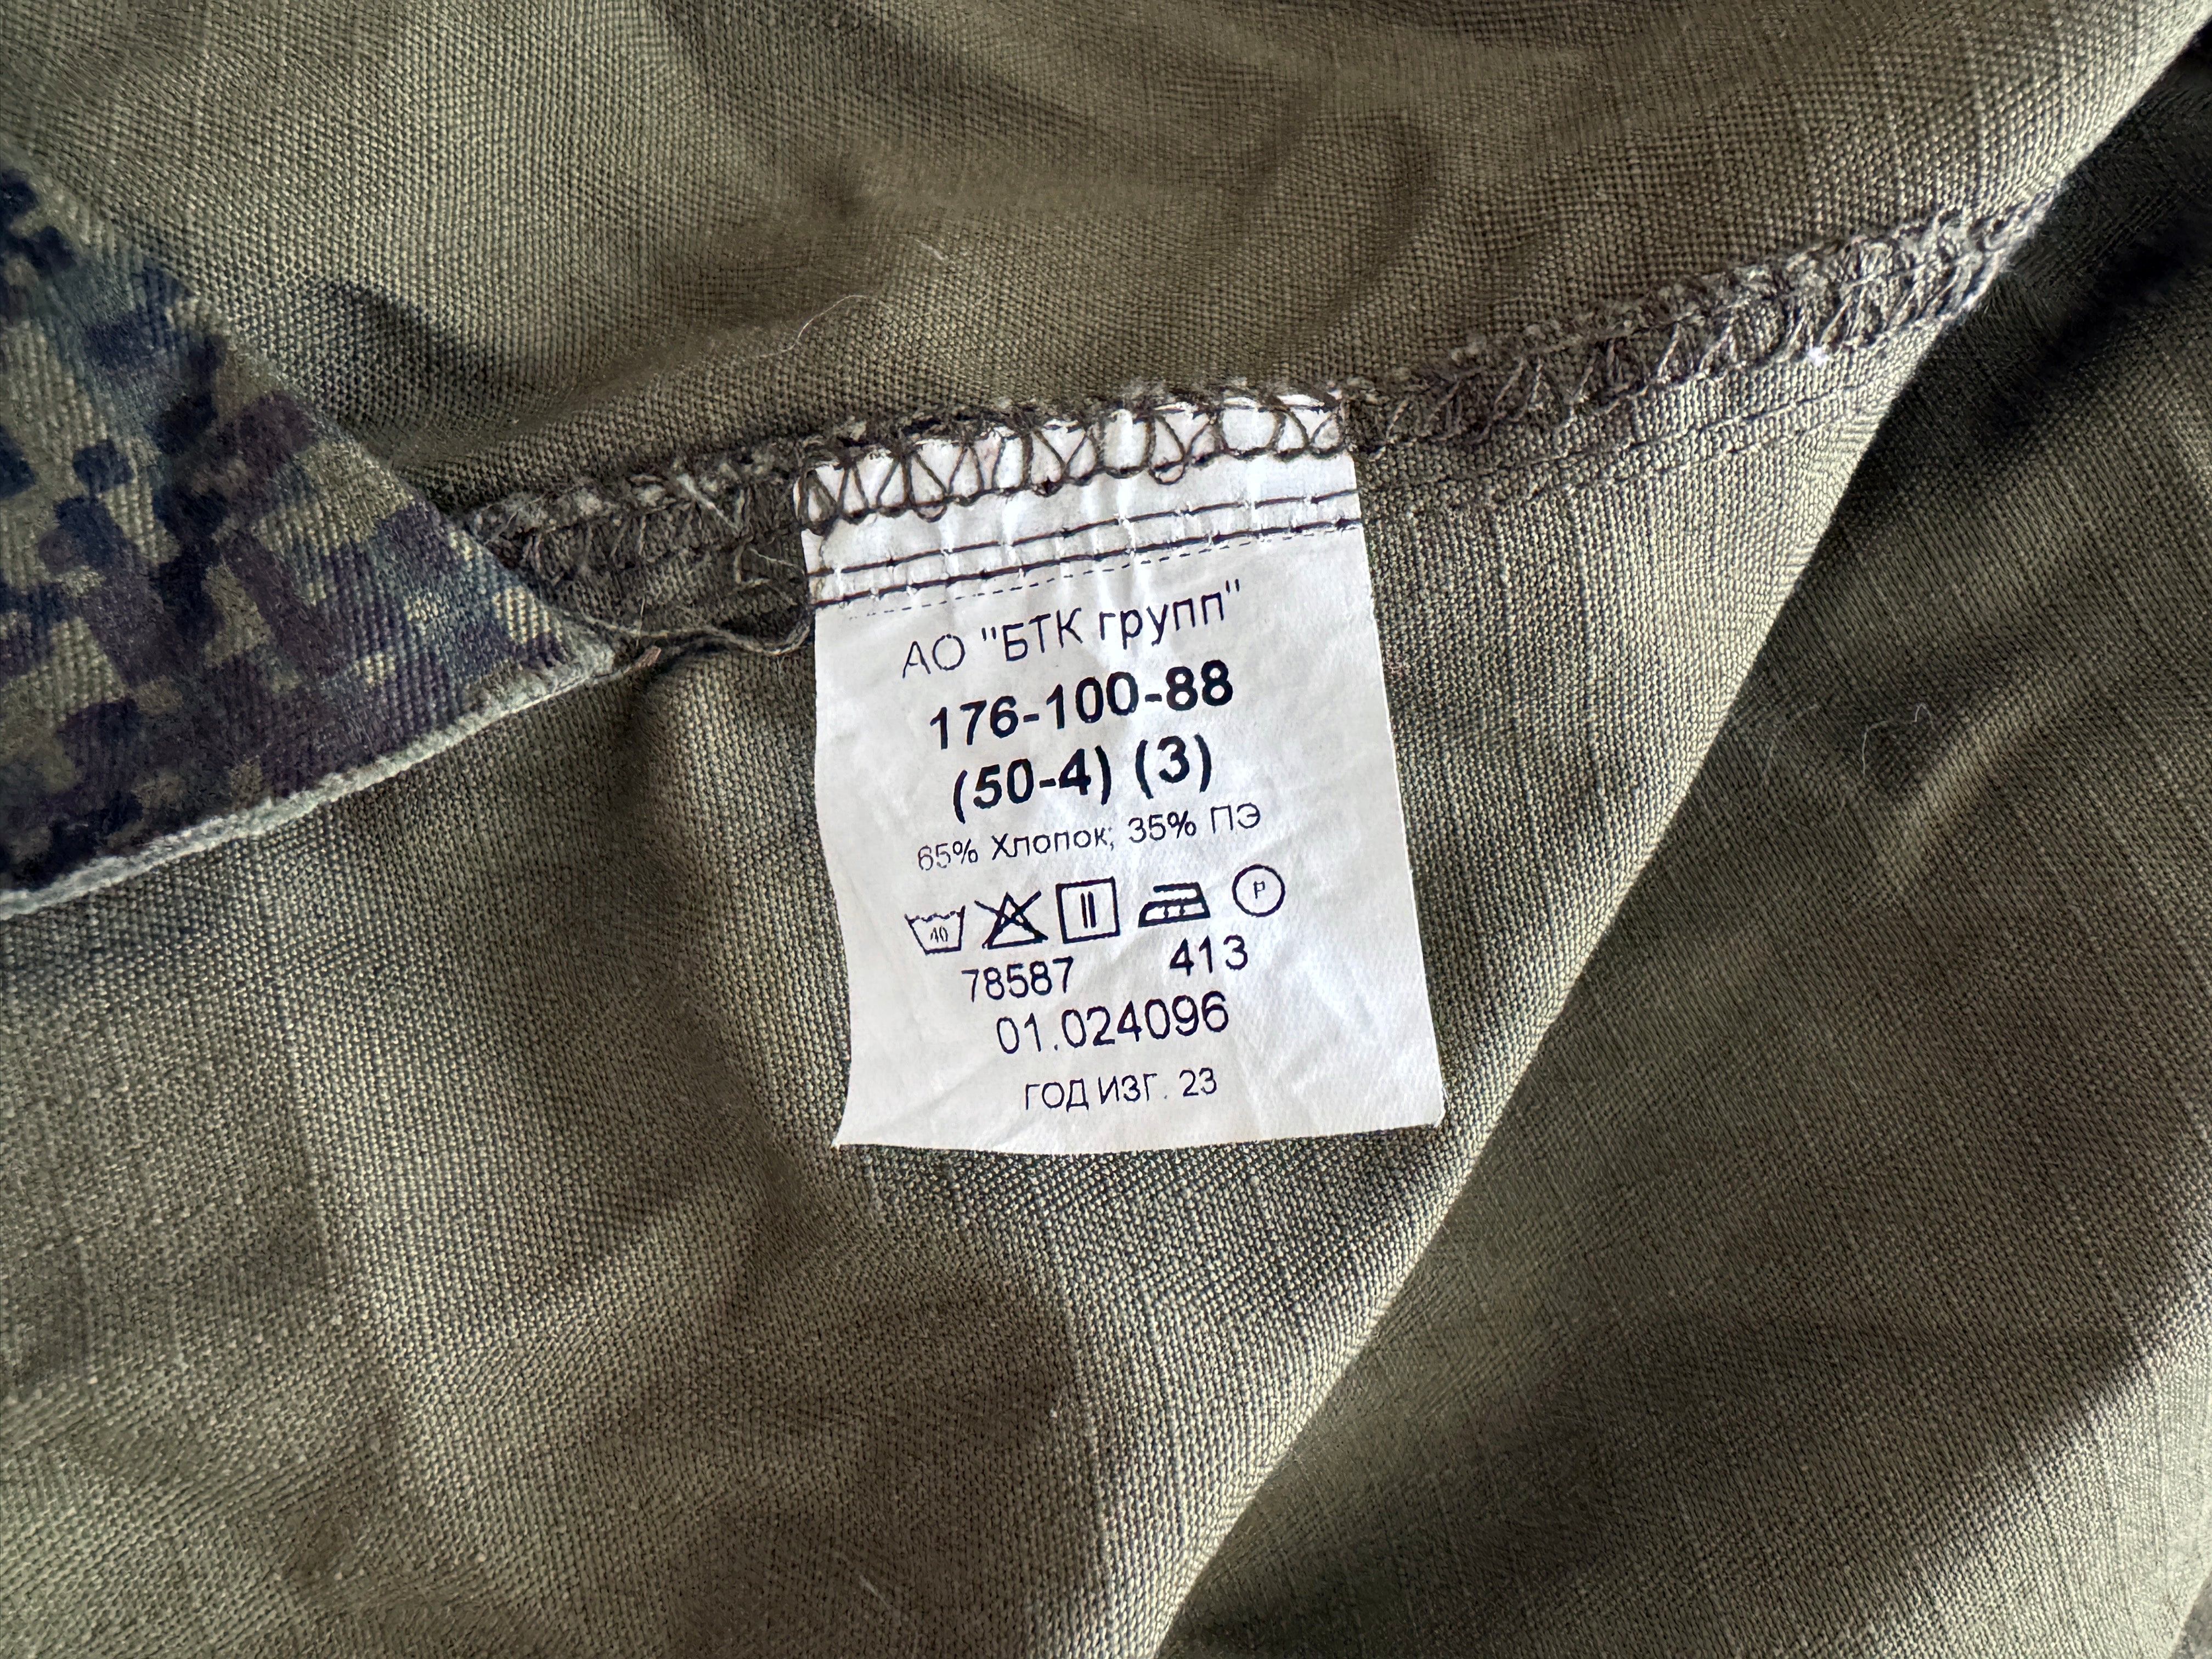 АО "БТК групп"
176-100-88
(50-4) (3)
65% Хлопок; 35% ПЭ
40 P
78587 413
01.024096
ГОД ИЗГ. 23